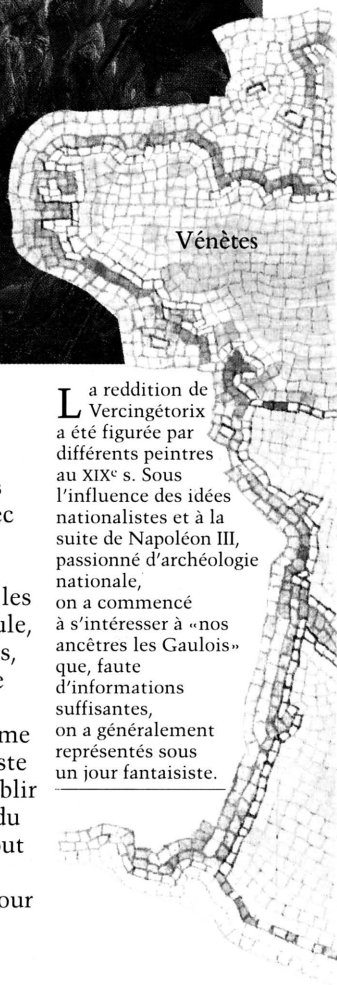 Vénètes
La reddition de
Vercingétorix
a été figurée par
différents peintres
au XIXe s. Sous
l'influence des idées
nationalistes et à la
suite de Napoléon III,
passionné d'archéologie
nationale,
on a commencé
à s'intéresser à «nos
ancêtres les Gaulois»
que, faute
d'informations
suffisantes,
on a généralement
représentés sous
un jour fantaisiste.
les